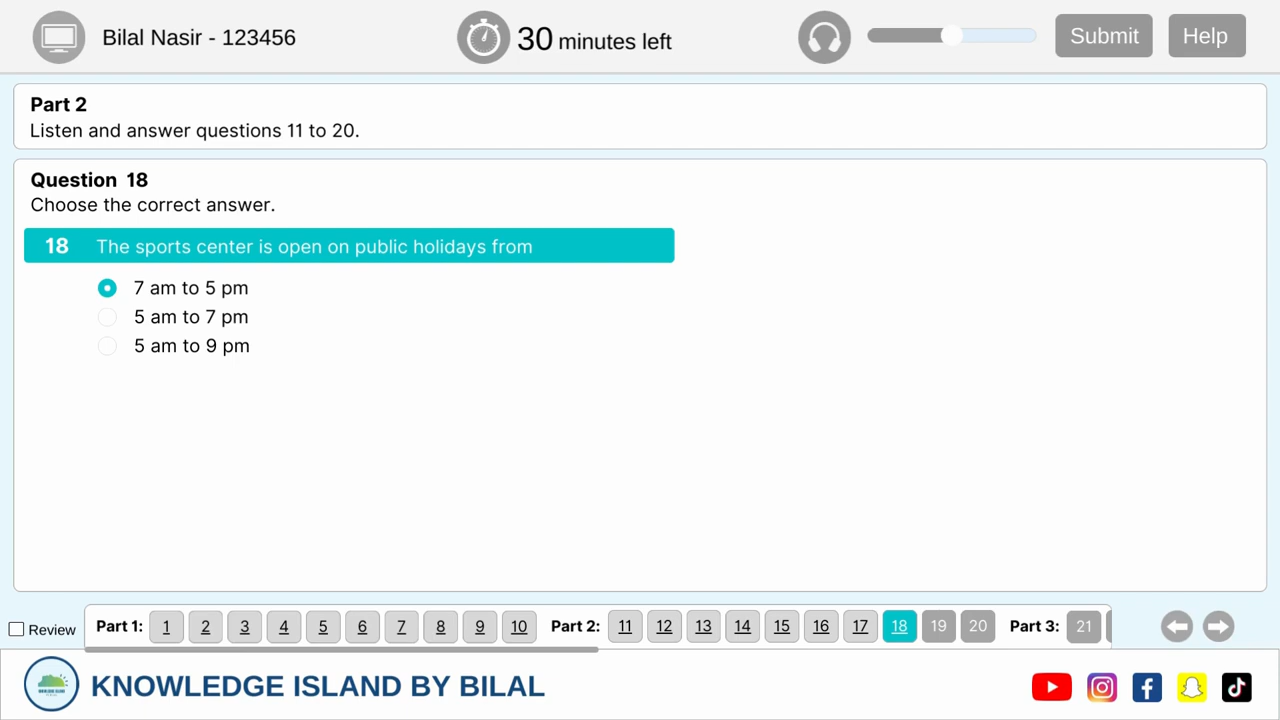 Bilal Nasir - 123456
30 minutes left
Submit
Help
Part 2
Listen and answer questions 11 to 20.
Question 18
Choose the correct answer.
18 The sports center is open on public holidays from
7 am to 5 pm
5 am to 7 pm
5 am to 9 pm
Review
Part 1: 1 2 3 4 5 6 7 8 9 10 Part 2: 11 12 13 14 15 16 17 18 19 20 Part 3: 21
KNOWLEDGE ISLAND BY BILAL